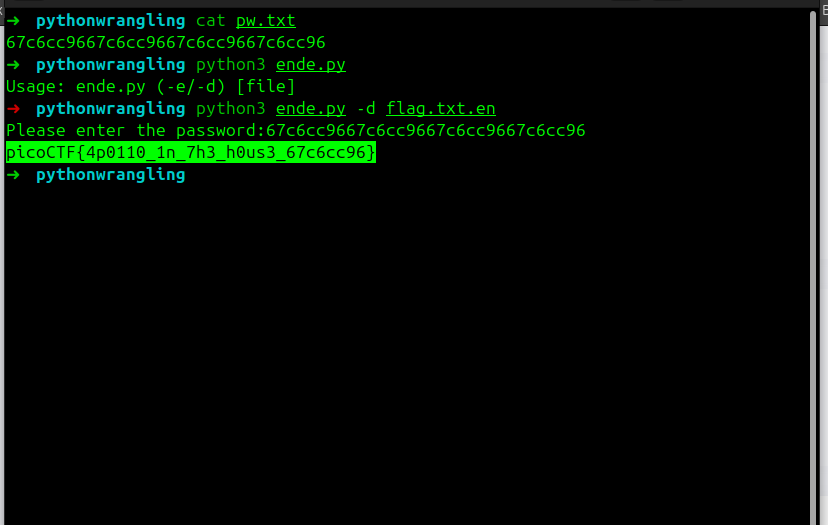 ➜ pythonwrangling cat pw.txt
67c6cc9667c6cc9667c6cc9667c6cc96
➜ pythonwrangling python3 ende.py
Usage: ende.py (-e/-d) [file]
➜ pythonwrangling python3 ende.py -d flag.txt.en
Please enter the password:67c6cc9667c6cc9667c6cc9667c6cc96
picoCTF{4p0110_1n_7h3_h0us3_67c6cc96}
➜ pythonwrangling